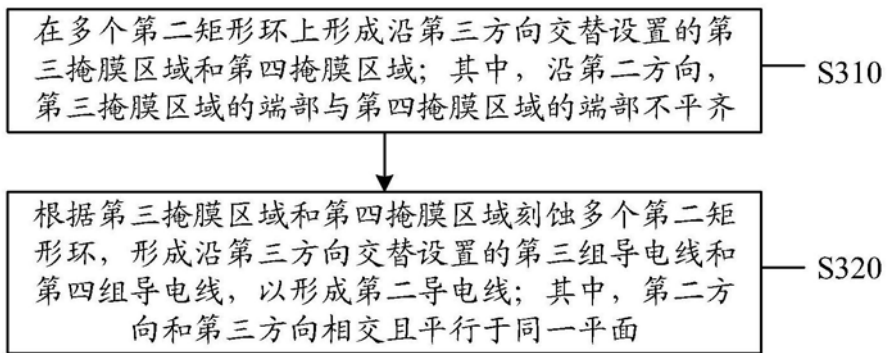 在多个第二矩形环上形成沿第三方向交替设置的第
三掩膜区域和第四掩膜区域；其中，沿第二方向，
第三掩膜区域的端部与第四掩膜区域的端部不平齐
S310
根据第三掩膜区域和第四掩膜区域刻蚀多个第二矩
形环，形成沿第三方向交替设置的第三组导电线和
第四组导电线，以形成第二导电线；其中，第二方
向和第三方向相交且平行于同一平面
S320